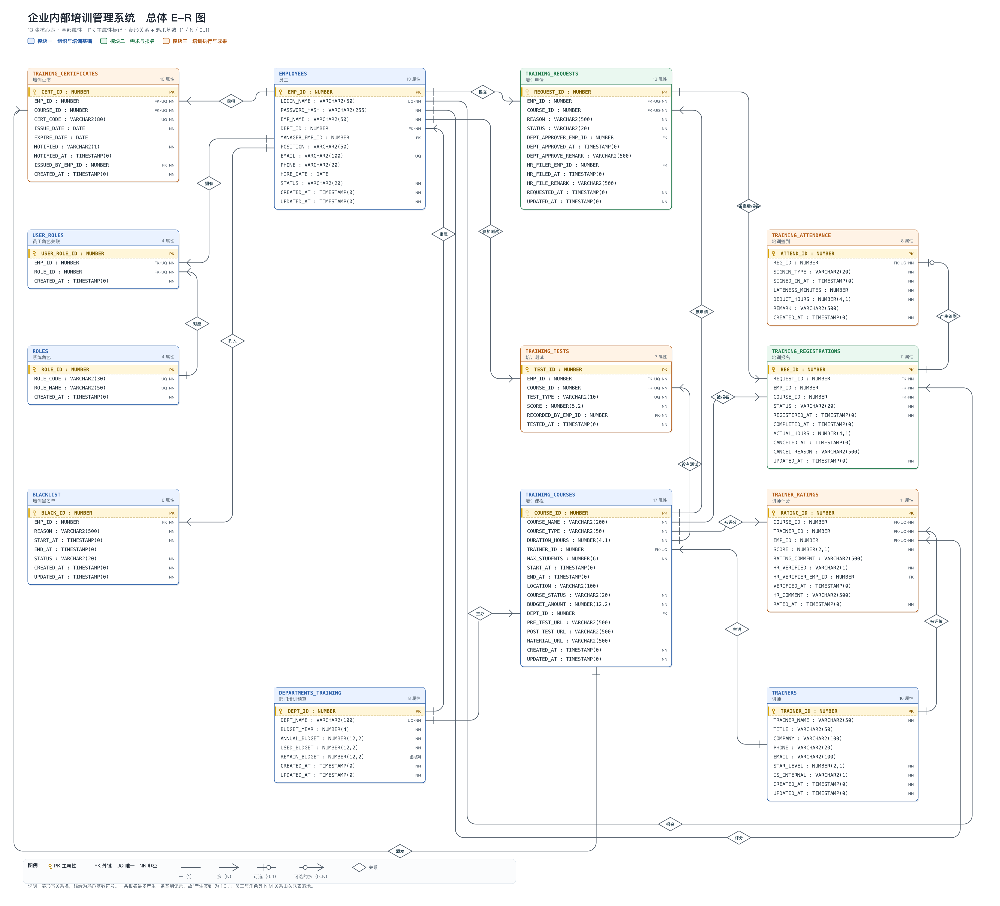 企业内部培训管理系统　总体 E-R 图
13 张核心表 · 全部属性 · PK 主属性标记 · 菱形关系 + 鸦爪基数（1 / N / 0..1）
模块一　组织与培训基础　模块二　需求与报名　模块三　培训执行与成果
TRAINING_CERTIFICATES
培训证书 10 属性
CERT_ID : NUMBER PK
EMP_ID : NUMBER FK·UQ·NN
COURSE_ID : NUMBER FK·UQ·NN
CERT_CODE : VARCHAR2(80) UQ·NN
ISSUE_DATE : DATE NN
EXPIRE_DATE : DATE
NOTIFIED : VARCHAR2(1) NN
NOTIFIED_AT : TIMESTAMP(0)
ISSUED_BY_EMP_ID : NUMBER FK·NN
CREATED_AT : TIMESTAMP(0) NN
获得
EMPLOYEES
员工 13 属性
EMP_ID : NUMBER PK
LOGIN_NAME : VARCHAR2(50) UQ·NN
PASSWORD_HASH : VARCHAR2(255) NN
EMP_NAME : VARCHAR2(50) NN
DEPT_ID : NUMBER FK·NN
MANAGER_EMP_ID : NUMBER FK
POSITION : VARCHAR2(50)
EMAIL : VARCHAR2(100) UQ
PHONE : VARCHAR2(20)
HIRE_DATE : DATE
STATUS : VARCHAR2(20) NN
CREATED_AT : TIMESTAMP(0) NN
UPDATED_AT : TIMESTAMP(0) NN
提交
TRAINING_REQUESTS
培训申请 13 属性
REQUEST_ID : NUMBER PK
EMP_ID : NUMBER FK·UQ·NN
COURSE_ID : NUMBER FK·UQ·NN
REASON : VARCHAR2(500) NN
STATUS : VARCHAR2(20) NN
DEPT_APPROVER_EMP_ID : NUMBER FK
DEPT_APPROVED_AT : TIMESTAMP(0)
DEPT_APPROVE_REMARK : VARCHAR2(500)
HR_FILER_EMP_ID : NUMBER FK
HR_FILED_AT : TIMESTAMP(0)
HR_FILE_REMARK : VARCHAR2(500)
REQUESTED_AT : TIMESTAMP(0) NN
UPDATED_AT : TIMESTAMP(0) NN
拥有
备案后报名
隶属
参加测试
USER_ROLES
员工角色关联 4 属性
USER_ROLE_ID : NUMBER PK
EMP_ID : NUMBER FK·UQ·NN
ROLE_ID : NUMBER FK·UQ·NN
CREATED_AT : TIMESTAMP(0) NN
TRAINING_ATTENDANCE
培训签到 8 属性
ATTEND_ID : NUMBER PK
REG_ID : NUMBER FK·UQ·NN
SIGNIN_TYPE : VARCHAR2(20) NN
SIGNED_IN_AT : TIMESTAMP(0) NN
LATENESS_MINUTES : NUMBER NN
DEDUCT_HOURS : NUMBER(4,1) NN
REMARK : VARCHAR2(500)
CREATED_AT : TIMESTAMP(0) NN
被申请
产生签到
对应
列入
ROLES
系统角色 4 属性
ROLE_ID : NUMBER PK
ROLE_CODE : VARCHAR2(30) UQ·NN
ROLE_NAME : VARCHAR2(50) UQ·NN
CREATED_AT : TIMESTAMP(0) NN
TRAINING_TESTS
培训测试 7 属性
TEST_ID : NUMBER PK
EMP_ID : NUMBER FK·UQ·NN
COURSE_ID : NUMBER FK·UQ·NN
TEST_TYPE : VARCHAR2(10) UQ·NN
SCORE : NUMBER(5,2) NN
RECORDED_BY_EMP_ID : NUMBER FK·NN
TESTED_AT : TIMESTAMP(0) NN
被报名
TRAINING_REGISTRATIONS
培训报名 11 属性
REG_ID : NUMBER PK
REQUEST_ID : NUMBER FK·NN
EMP_ID : NUMBER FK·NN
COURSE_ID : NUMBER FK·NN
STATUS : VARCHAR2(20) NN
REGISTERED_AT : TIMESTAMP(0) NN
COMPLETED_AT : TIMESTAMP(0)
ACTUAL_HOURS : NUMBER(4,1)
CANCELED_AT : TIMESTAMP(0)
CANCEL_REASON : VARCHAR2(500)
UPDATED_AT : TIMESTAMP(0) NN
设有测试
BLACKLIST
培训黑名单 8 属性
BLACK_ID : NUMBER PK
EMP_ID : NUMBER FK·NN
REASON : VARCHAR2(500) NN
START_AT : TIMESTAMP(0) NN
END_AT : TIMESTAMP(0)
STATUS : VARCHAR2(20) NN
CREATED_AT : TIMESTAMP(0) NN
UPDATED_AT : TIMESTAMP(0) NN
TRAINING_COURSES
培训课程 17 属性
COURSE_ID : NUMBER PK
COURSE_NAME : VARCHAR2(200) NN
COURSE_TYPE : VARCHAR2(50) NN
DURATION_HOURS : NUMBER(4,1) NN
TRAINER_ID : NUMBER FK·UQ
MAX_STUDENTS : NUMBER(6) NN
START_AT : TIMESTAMP(0)
END_AT : TIMESTAMP(0)
LOCATION : VARCHAR2(100)
COURSE_STATUS : VARCHAR2(20) NN
BUDGET_AMOUNT : NUMBER(12,2) NN
DEPT_ID : NUMBER FK
PRE_TEST_URL : VARCHAR2(500)
POST_TEST_URL : VARCHAR2(500)
MATERIAL_URL : VARCHAR2(500)
CREATED_AT : TIMESTAMP(0) NN
UPDATED_AT : TIMESTAMP(0) NN
被评分
TRAINER_RATINGS
讲师评分 11 属性
RATING_ID : NUMBER PK
COURSE_ID : NUMBER FK·UQ·NN
TRAINER_ID : NUMBER FK·UQ·NN
EMP_ID : NUMBER FK·UQ·NN
SCORE : NUMBER(2,1) NN
RATING_COMMENT : VARCHAR2(500)
HR_VERIFIED : VARCHAR2(1) NN
HR_VERIFIER_EMP_ID : NUMBER FK
VERIFIED_AT : TIMESTAMP(0)
HR_COMMENT : VARCHAR2(500)
RATED_AT : TIMESTAMP(0) NN
主办
被评价
主讲
DEPARTMENTS_TRAINING
部门培训预算 8 属性
DEPT_ID : NUMBER PK
DEPT_NAME : VARCHAR2(100) UQ·NN
BUDGET_YEAR : NUMBER(4) NN
ANNUAL_BUDGET : NUMBER(12,2) NN
USED_BUDGET : NUMBER(12,2) NN
REMAIN_BUDGET : NUMBER(12,2) 虚拟列
CREATED_AT : TIMESTAMP(0) NN
UPDATED_AT : TIMESTAMP(0) NN
TRAINERS
讲师 10 属性
TRAINER_ID : NUMBER PK
TRAINER_NAME : VARCHAR2(50) NN
TITLE : VARCHAR2(50)
COMPANY : VARCHAR2(100)
PHONE : VARCHAR2(20)
EMAIL : VARCHAR2(100)
STAR_LEVEL : NUMBER(2,1) NN
IS_INTERNAL : VARCHAR2(1) NN
CREATED_AT : TIMESTAMP(0) NN
UPDATED_AT : TIMESTAMP(0) NN
报名
评分
颁发
图例： PK 主属性 FK 外键 UQ 唯一 NN 非空 关系
一（1） 多（N） 可选（0..1） 可选的多（0..N）
说明：菱形写关系名，线端为鸦爪基数符号。一条报名最多产生一条签到记录，故"产生签到"为 1:0..1；员工与角色等 N:M 关系由关联表落地。